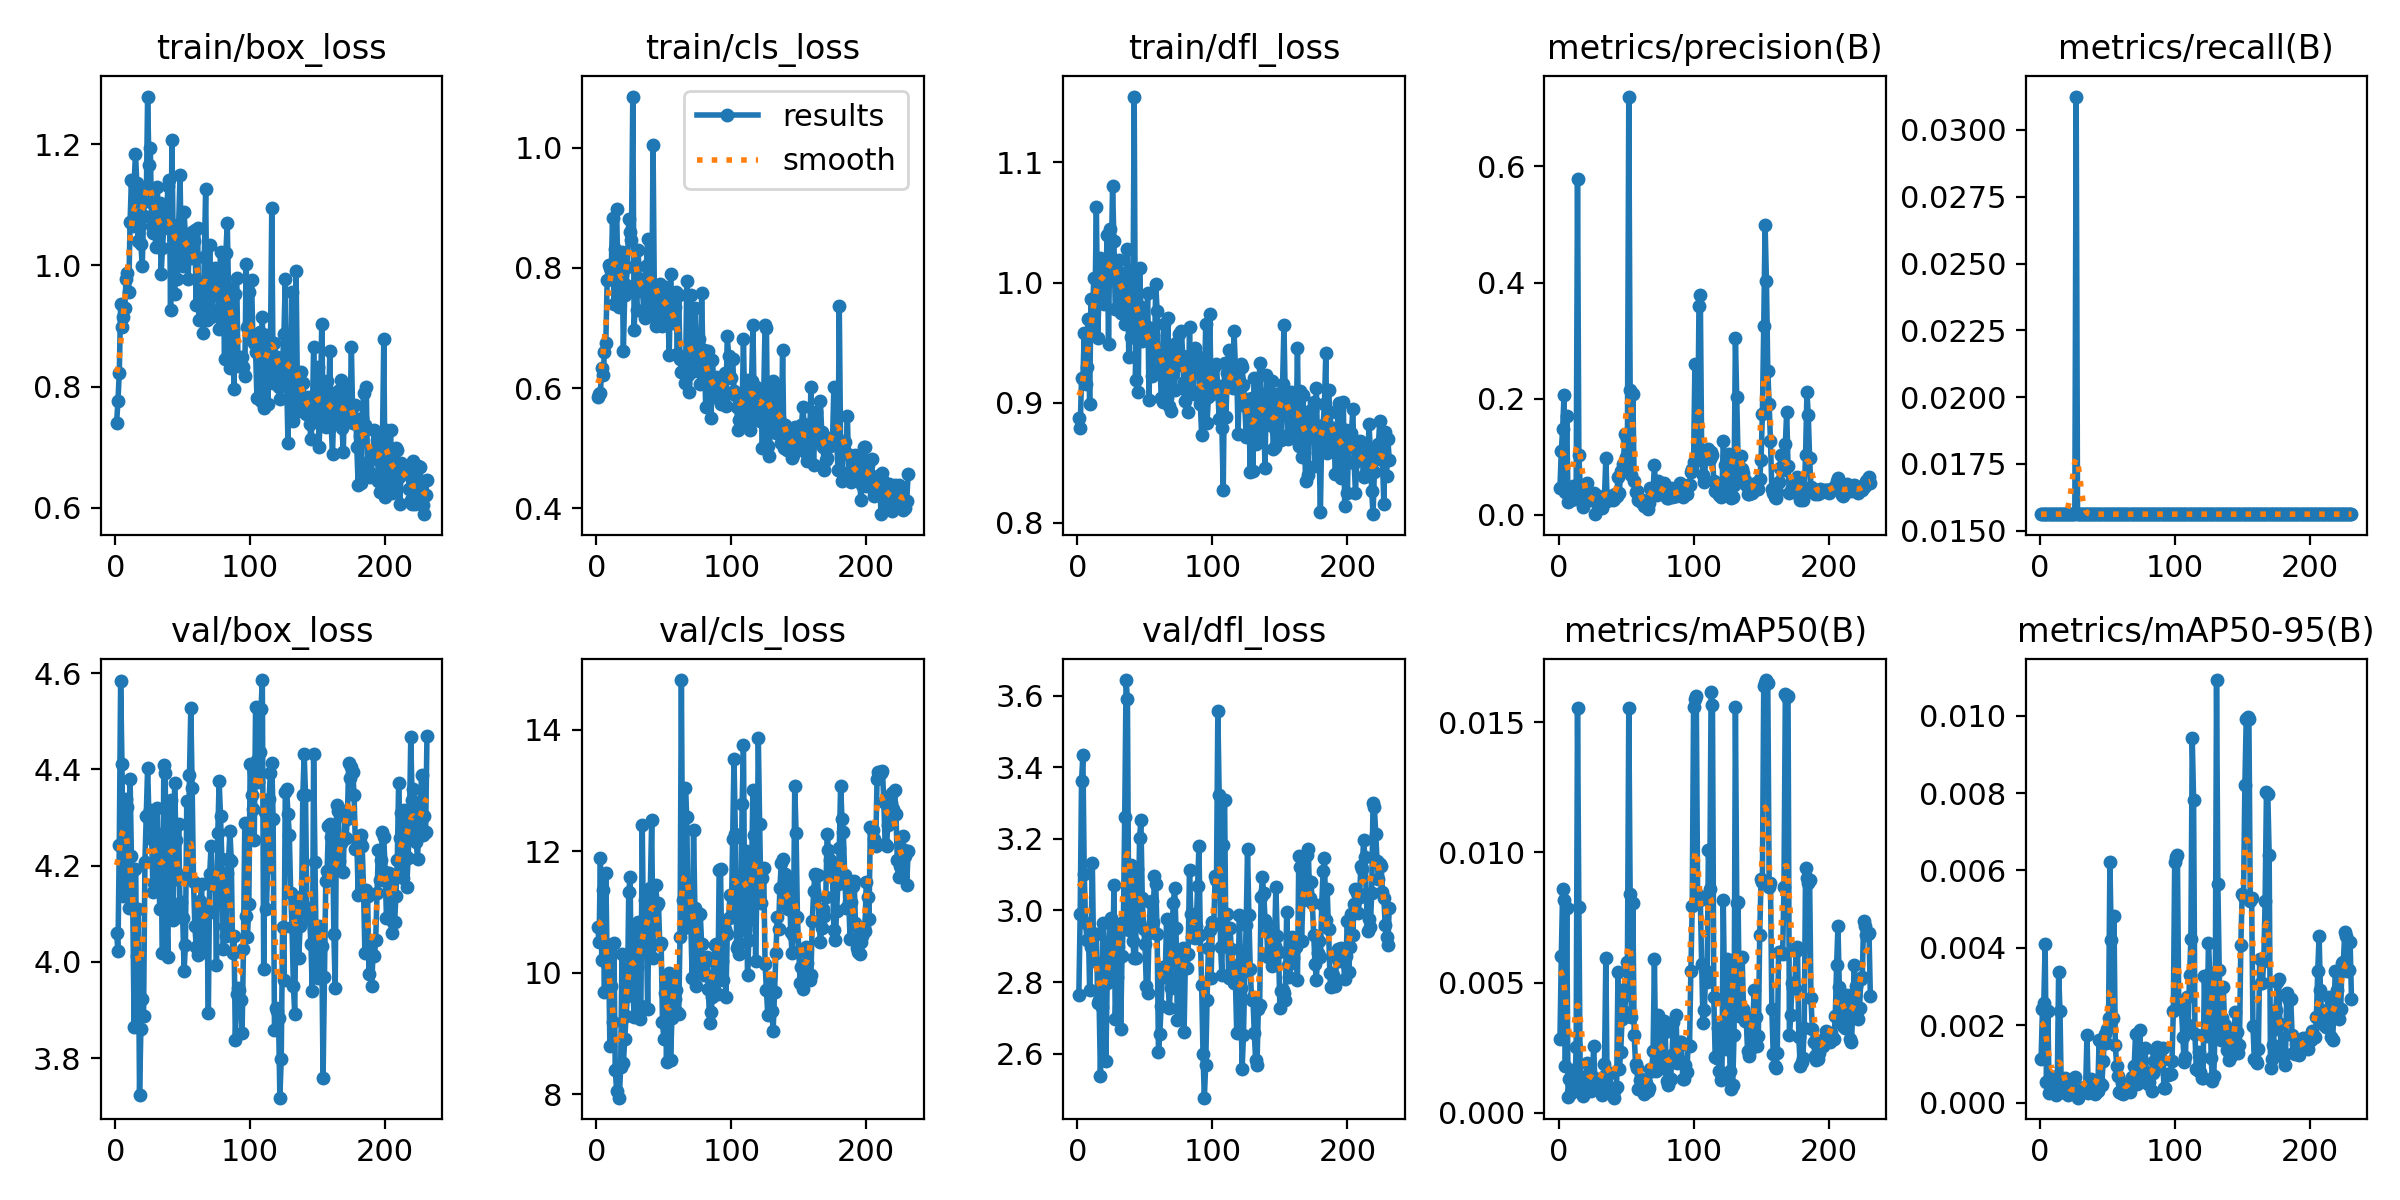 train/box_loss
1.2
1.0
0.8
0.6
0 100 200
train/cls_loss
results
smooth
1.0
0.8
0.6
0.4
0 100 200
train/dfl_loss
1.1
1.0
0.9
0.8
0 100 200
metrics/precision(B)
0.6
0.4
0.2
0.0
0 100 200
metrics/recall(B)
0.0300
0.0275
0.0250
0.0225
0.0200
0.0175
0.0150
0 100 200
val/box_loss
4.6
4.4
4.2
4.0
3.8
0 100 200
val/cls_loss
14
12
10
8
0 100 200
val/dfl_loss
3.6
3.4
3.2
3.0
2.8
2.6
0 100 200
metrics/mAP50(B)
0.015
0.010
0.005
0.000
0 100 200
metrics/mAP50-95(B)
0.010
0.008
0.006
0.004
0.002
0.000
0 100 200